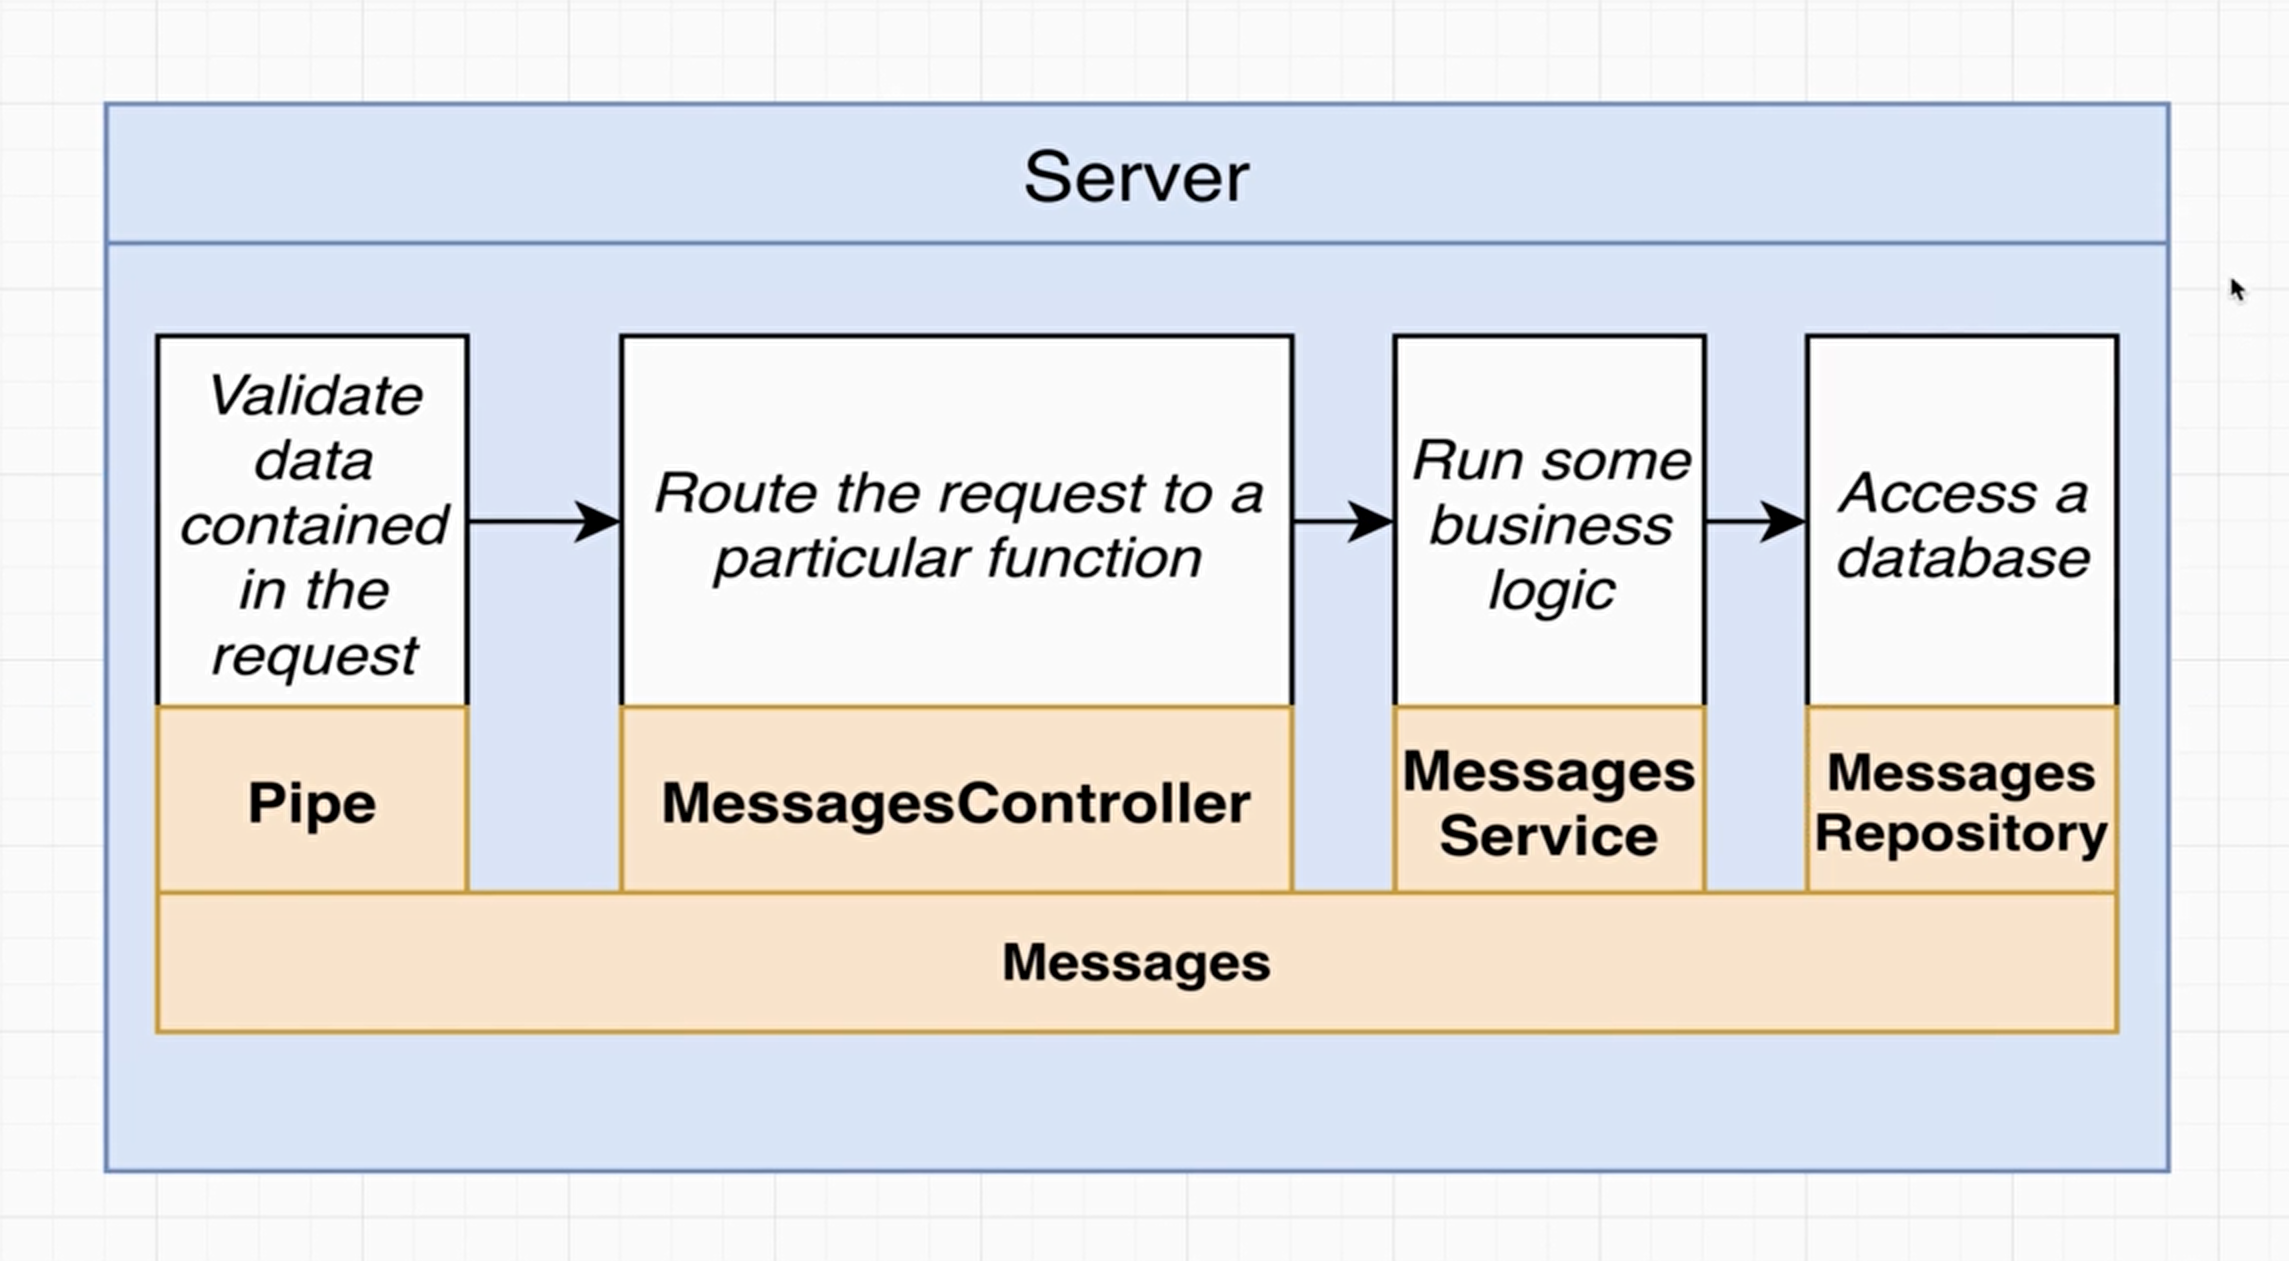 Server
Validate
data
contained
in the
request
Route the request to a
particular function
Run some
business
logic
Access a
database
Pipe
MessagesController
Messages
Service
Messages
Repository
Messages